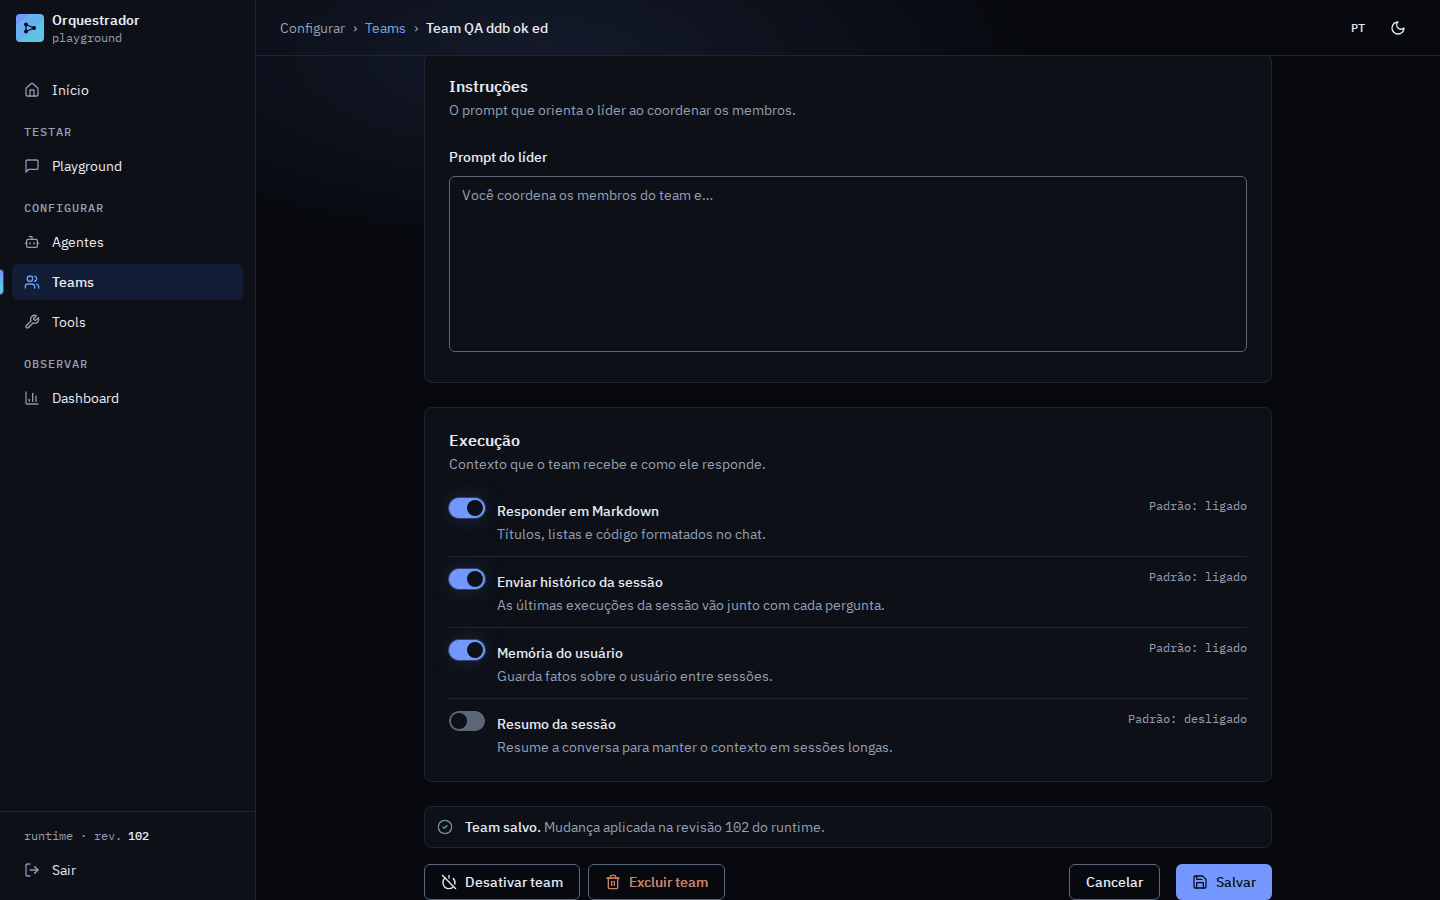 Orquestrador
playground
Início
TESTAR
Playground
CONFIGURAR
Agentes
Teams
Tools
OBSERVAR
Dashboard
runtime · rev. 102
Sair
Configurar › Teams › Team QA ddb ok ed
PT
Instruções
O prompt que orienta o líder ao coordenar os membros.
Prompt do líder
Você coordena os membros do team e...
Execução
Contexto que o team recebe e como ele responde.
Responder em Markdown
Padrão: ligado
Títulos, listas e código formatados no chat.
Enviar histórico da sessão
Padrão: ligado
As últimas execuções da sessão vão junto com cada pergunta.
Memória do usuário
Padrão: ligado
Guarda fatos sobre o usuário entre sessões.
Resumo da sessão
Padrão: desligado
Resume a conversa para manter o contexto em sessões longas.
Team salvo. Mudança aplicada na revisão 102 do runtime.
Desativar team
Excluir team
Cancelar
Salvar